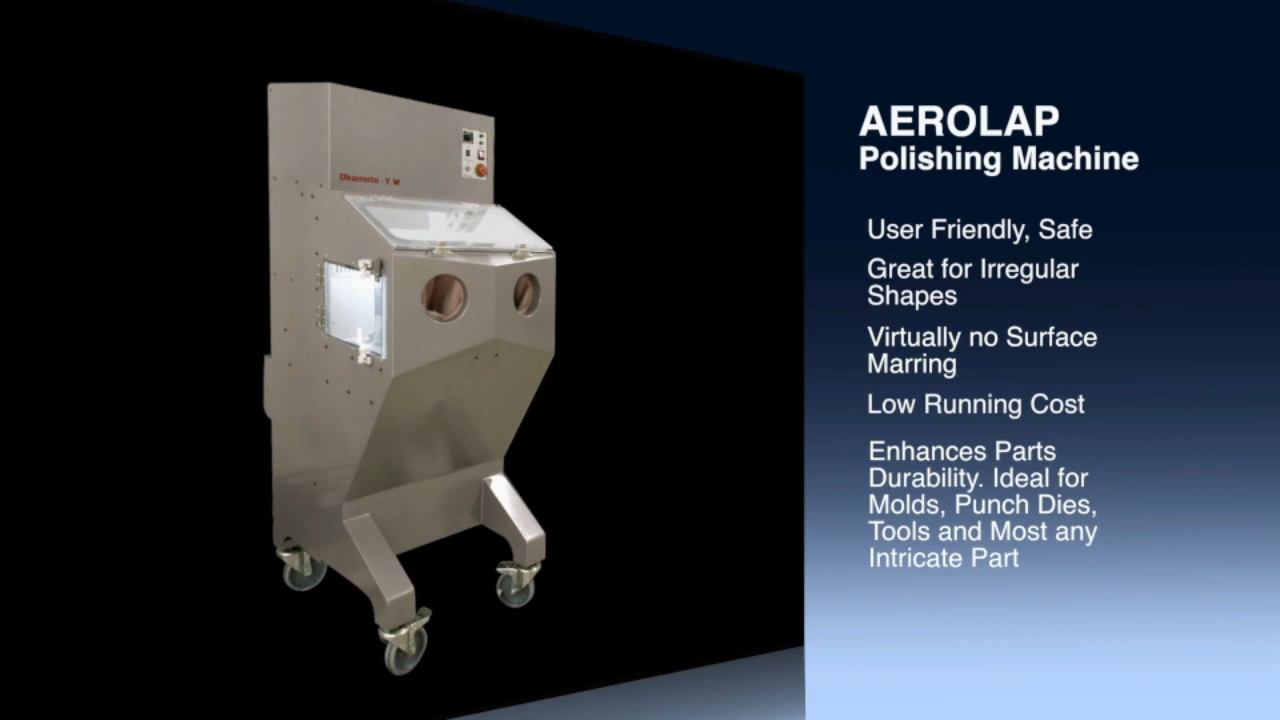 AEROLAP
Polishing Machine
Okamoto · Y W
User Friendly, Safe
Great for Irregular
Shapes
Virtually no Surface
Marring
Low Running Cost
Enhances Parts
Durability. Ideal for
Molds, Punch Dies,
Tools and Most any
Intricate Part